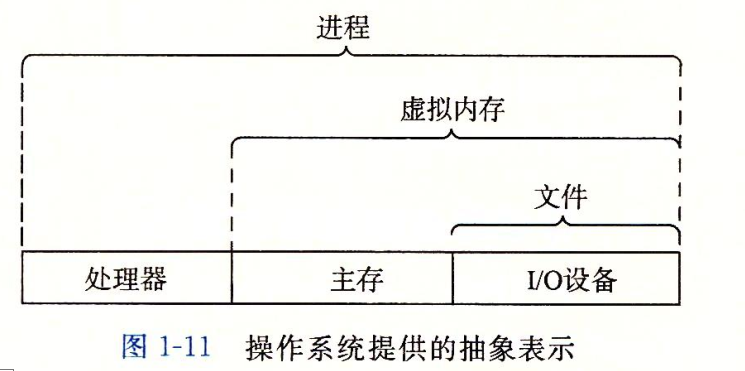 进程
虚拟内存
文件
处理器 主存 I/O设备
图 1-11 操作系统提供的抽象表示